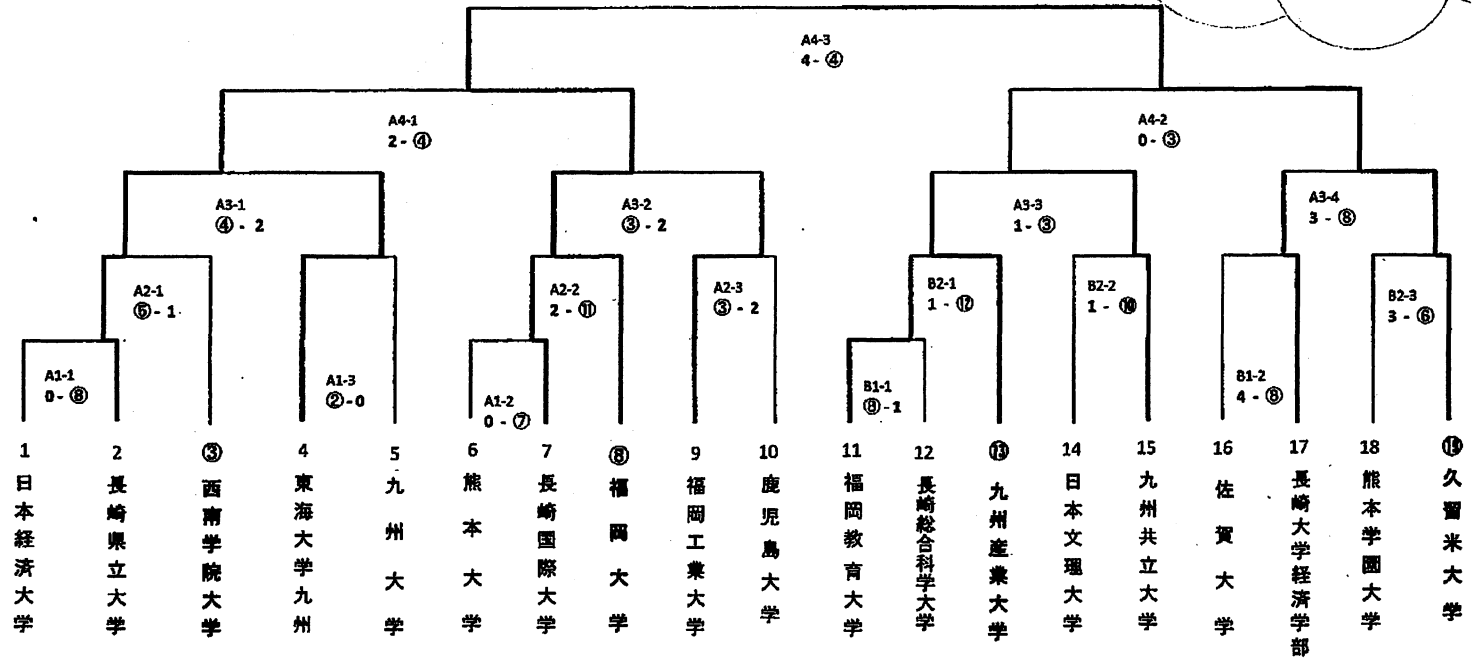 A4-3
4 - ④
A4-1
2 - ④
A4-2
0 - ③
A3-1
④ - 2
A3-2
③ - 2
A3-3
1 - ③
A3-4
3 - ⑧
A2-1
⑤ - 1
A2-2
2 - ⑪
A2-3
③ - 2
B2-1
1 - ⑫
B2-2
1 - ⑩
B2-3
3 - ⑥
A1-1
0 - ⑧
A1-3
②-0
A1-2
0 - ⑦
B1-1
⑧-1
B1-2
4 - ⑧
1
日本経済大学
2
長崎県立大学
③
西南学院大学
4
東海大学九州
5
九州大学
6
熊本大学
7
長崎国際大学
⑧
福岡大学
9
福岡工業大学
10
鹿児島大学
11
福岡教育大学
12
長崎総合科学大学
⑬
九州産業大学
14
日本文理大学
15
九州共立大学
16
佐賀大学
17
長崎大学経済学部
18
熊本学園大学
⑲
久留米大学